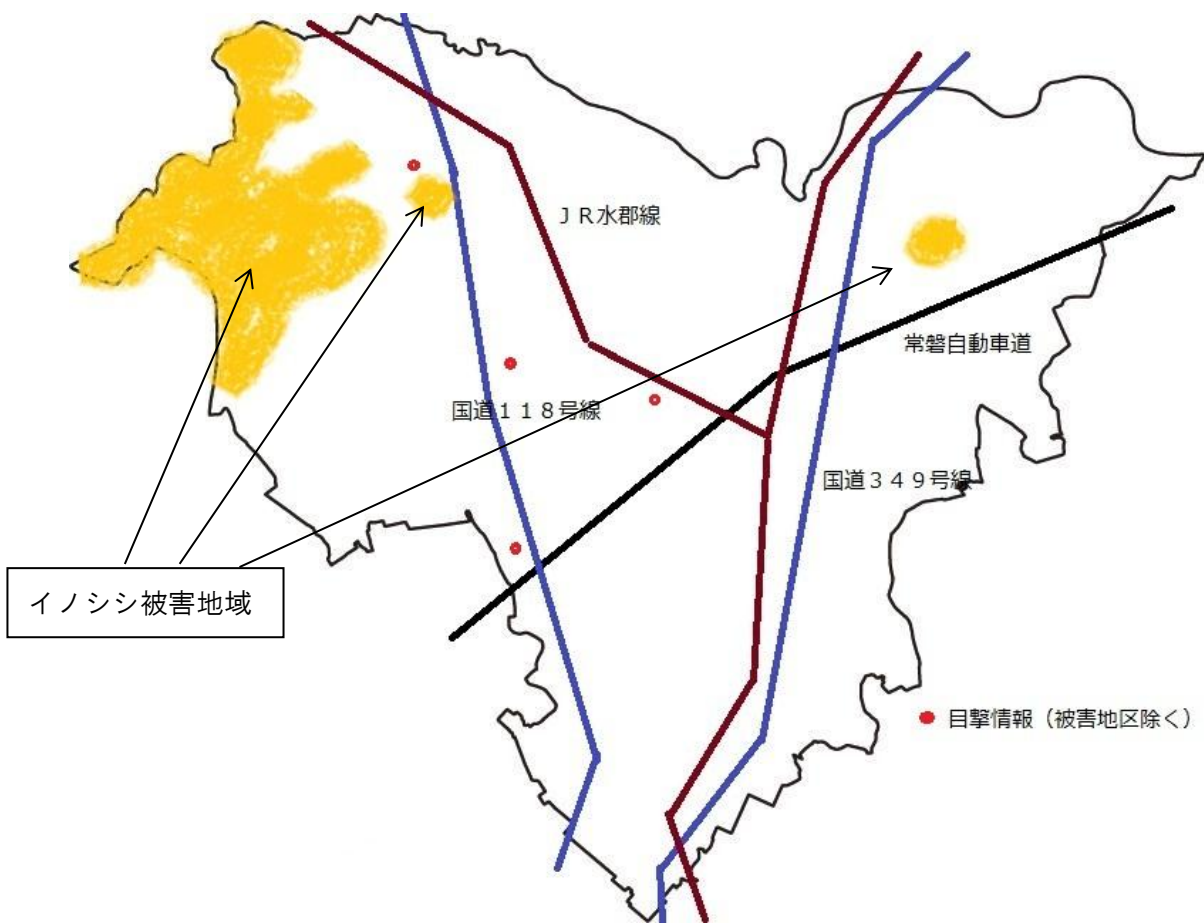 ＪＲ水郡線
常磐自動車道
国道１１８号線
国道３４９号線
イノシシ被害地域
目撃情報（被害地区除く）